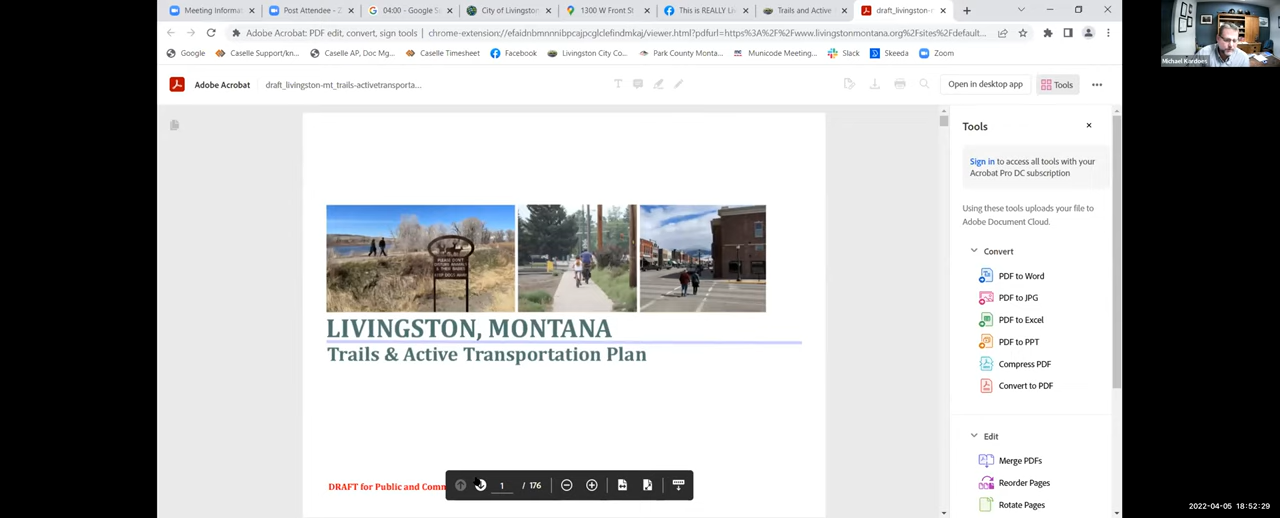 Meeting Informa
Post Attendee - Z
04:00 - Google S
City of Livingston
1300 W Front St
This is REALLY Li
Trails and Active
draft_livingston-m
Adobe Acrobat: PDF edit, convert, sign tools
chrome-extension://efaidnbmnnnibpcajpcglclefindmkaj/viewer.html?pdfurl=https%3A%2F%2Fwww.livingstonmontana.org%2Fsites%2Fdefault...
Google
Caselle Support/kn...
Caselle AP, Doc Mg...
Caselle Timesheet
Facebook
Livingston City Co...
Park County Monta...
Municode Meeting...
Slack
Skeeda
Zoom
Michael Kardoes
Adobe Acrobat
draft_livingston-mt_trails-activetransporta...
Open in desktop app
Tools
Tools
Sign in to access all tools with your
Acrobat Pro DC subscription
Using these tools uploads your file to
Adobe Document Cloud.
Convert
PDF to Word
PDF to JPG
PDF to Excel
PDF to PPT
Compress PDF
Convert to PDF
Edit
Merge PDFs
Reorder Pages
Rotate Pages
PLEASE DON'T
LIVINGSTON, MONTANA
Trails & Active Transportation Plan
DRAFT for Public and Comm
1 / 176
2022-04-05 18:52:29